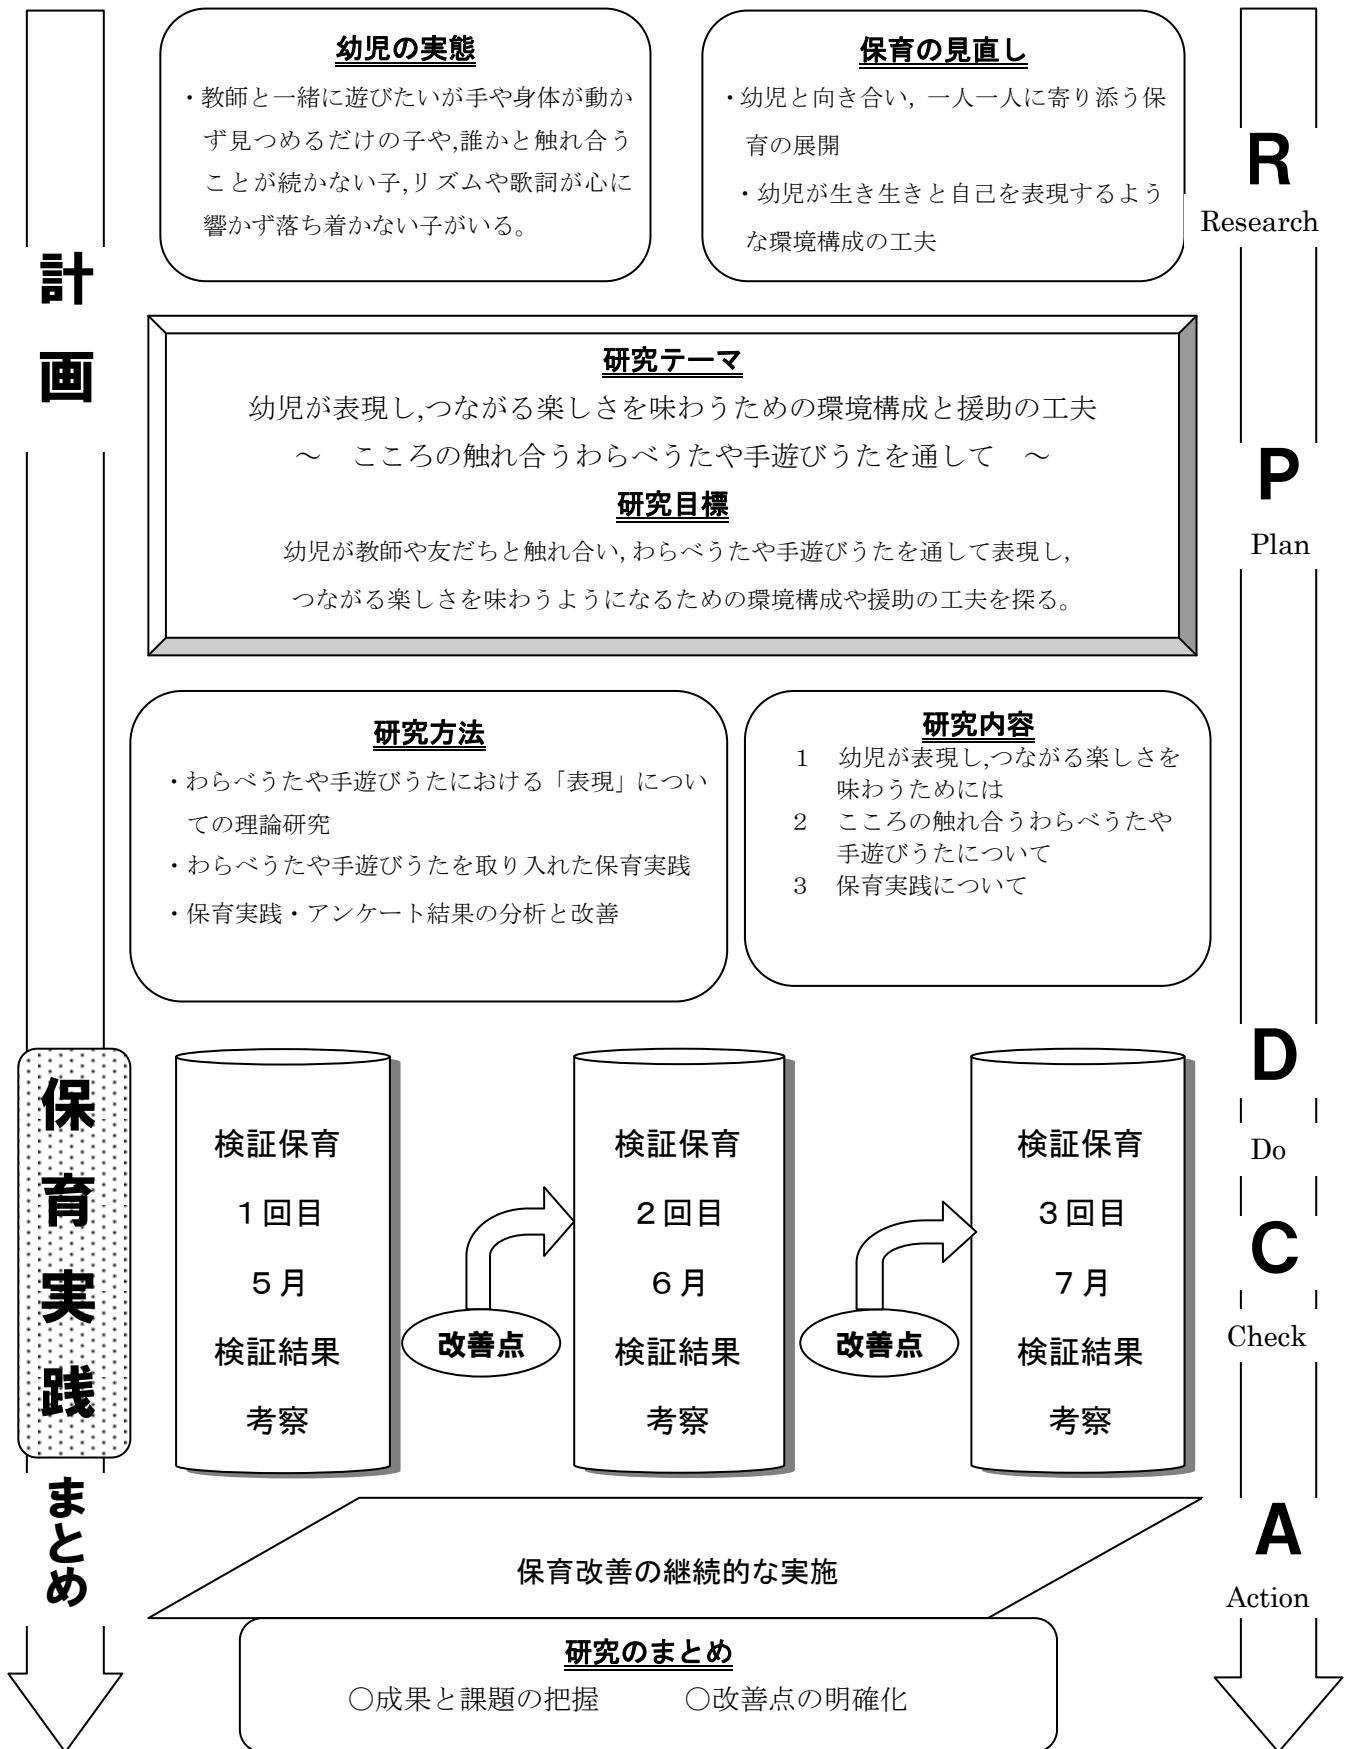 計
画
保
育
実
践
まとめ
幼児の実態
・教師と一緒に遊びたいが手や身体が動か
ず見つめるだけの子や,誰かと触れ合う
ことが続かない子,リズムや歌詞が心に
響かず落ち着かない子がいる。
保育の見直し
・幼児と向き合い, 一人一人に寄り添う保
育の展開
・幼児が生き生きと自己を表現するよう
な環境構成の工夫
R
Research
研究テーマ
幼児が表現し,つながる楽しさを味わうための環境構成と援助の工夫
～　こころの触れ合うわらべうたや手遊びうたを通して　～
研究目標
幼児が教師や友だちと触れ合い, わらべうたや手遊びうたを通して表現し,
つながる楽しさを味わうようになるための環境構成や援助の工夫を探る。
P
Plan
研究方法
・わらべうたや手遊びうたにおける「表現」につい
ての理論研究
・わらべうたや手遊びうたを取り入れた保育実践
・保育実践・アンケート結果の分析と改善
研究内容
１　幼児が表現し,つながる楽しさを
味わうためには
２　こころの触れ合うわらべうたや
手遊びうたについて
３　保育実践について
検証保育
１回目
５月
検証結果
考察
改善点
検証保育
２回目
６月
検証結果
考察
改善点
検証保育
３回目
７月
検証結果
考察
D
Do
C
Check
保育改善の継続的な実施
A
Action
研究のまとめ
○成果と課題の把握　　○改善点の明確化